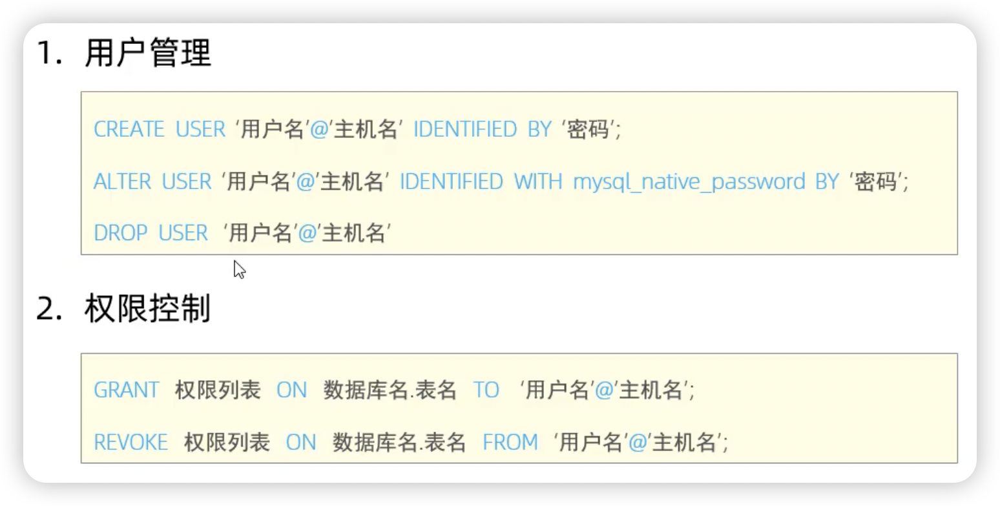 1. 用户管理
CREATE USER '用户名'@'主机名' IDENTIFIED BY '密码';
ALTER USER '用户名'@'主机名' IDENTIFIED WITH mysql_native_password BY '密码';
DROP USER '用户名'@'主机名'
2. 权限控制
GRANT 权限列表 ON 数据库名.表名 TO '用户名'@'主机名';
REVOKE 权限列表 ON 数据库名.表名 FROM '用户名'@'主机名';